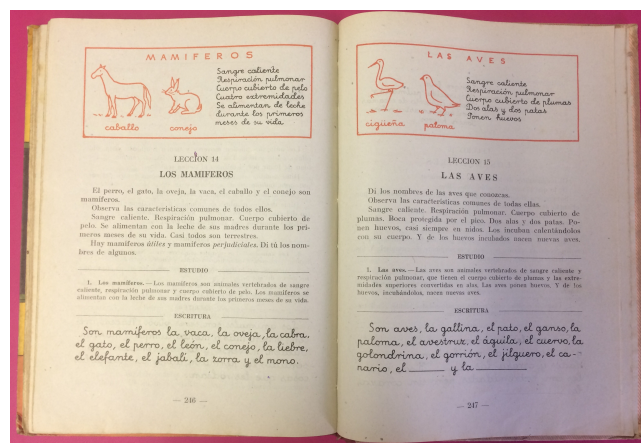 MAMIFEROS
Sangre caliente
Respiración pulmonar
Cuerpo cubierto de pelo
Cuatro extremidades
Se alimentan de leche
durante los primeros
meses de su vida
caballo conejo
LECCION 14
LOS MAMIFEROS
El perro, el gato, la oveja, la vaca, el caballo y el conejo son
mamíferos.
Observa las características comunes de todos ellos.
Sangre caliente. Respiración pulmonar. Cuerpo cubierto de
pelo. Se alimentan con la leche de sus madres durante los pri-
meros meses de su vida. Casi todos son terrestres.
Hay mamíferos útiles y mamíferos perjudiciales. Di tú los nom-
bres de algunos.
ESTUDIO
1. Los mamíferos.—Los mamíferos son animales vertebrados de sangre
caliente, respiración pulmonar y cuerpo cubierto de pelo. Los mamíferos se
alimentan con la leche de sus madres durante los primeros meses de su vida.
ESCRITURA
Son mamíferos la vaca, la oveja, la cabra,
el gato, el perro, el león, el conejo, la liebre,
el elefante, el jabalí, la zorra y el mono.
— 246 —
LAS AVES
Sangre caliente
Respiración pulmonar
Cuerpo cubierto de plumas
Dos alas y dos patas
Ponen huevos
cigüeña paloma
LECCION 15
LAS AVES
Di los nombres de las aves que conozcas.
Observa las características comunes de todas ellas.
Sangre caliente. Respiración pulmonar. Cuerpo cubierto de
plumas. Boca protegida por el pico. Dos alas y dos patas. Po-
nen huevos, casi siempre en nidos. Los incuban calentándolos
con su cuerpo. Y de los huevos incubados nacen nuevas aves.
ESTUDIO
1. Las aves.—Las aves son animales vertebrados de sangre caliente y
respiración pulmonar, que tienen el cuerpo cubierto de plumas y las extre-
midades superiores convertidas en alas. Las aves ponen huevos. Y de los
huevos, incubándolos, nacen nuevas aves.
ESCRITURA
Son aves, la gallina, el pato, el ganso, la
paloma, el avestruz, el águila, el cuervo, la
golondrina, el gorrión, el jilguero, el ca-
nario, el ______ y la ________
— 247 —